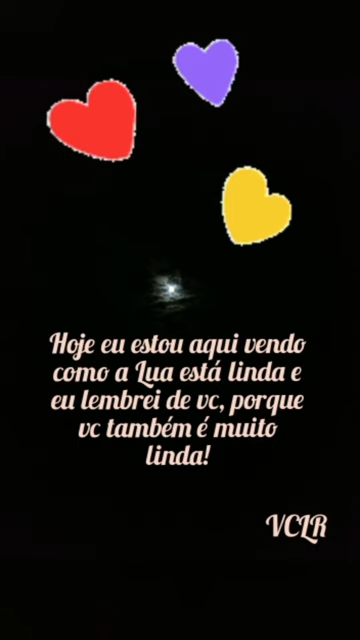 Hoje eu estou aqui vendo
como a Lua está linda e
eu lembrei de vc, porque
vc também é muito
linda!
VCLR